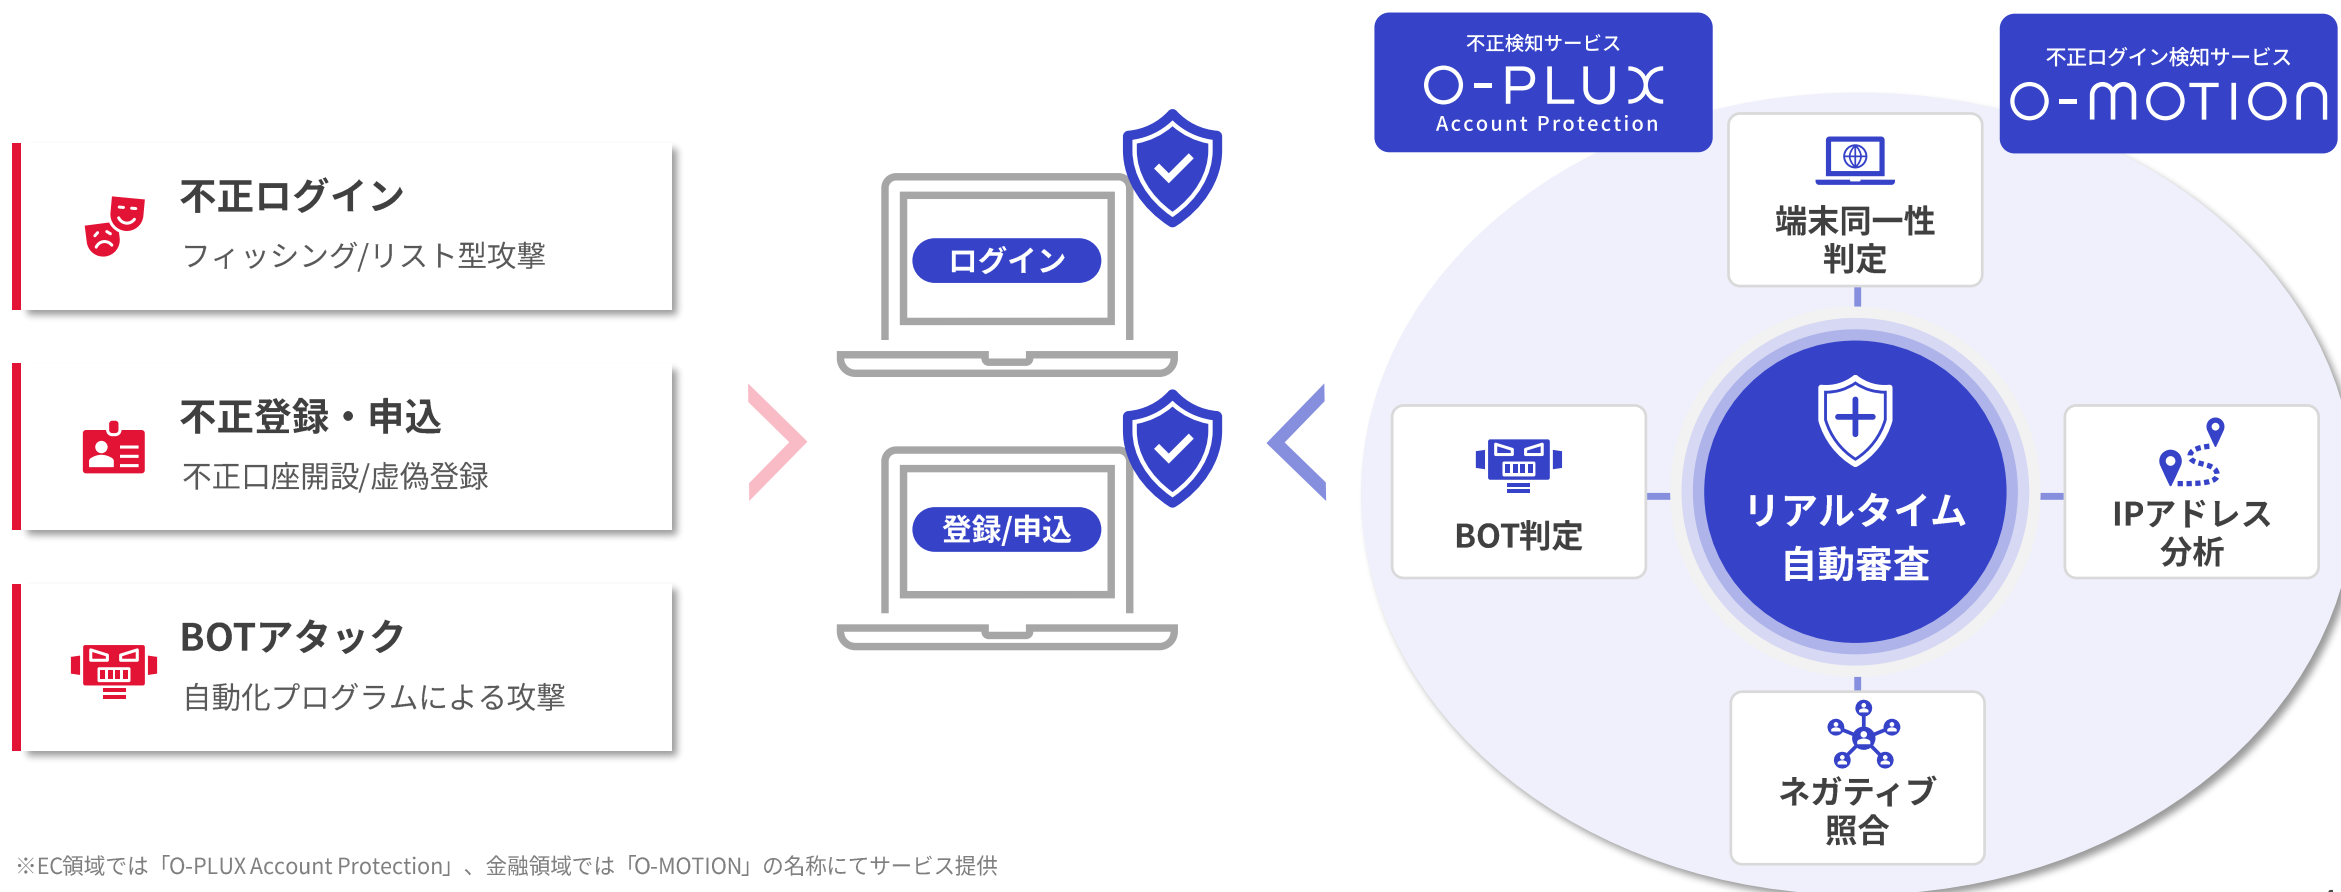 不正ログイン
フィッシング/リスト型攻撃
不正登録・申込
不正口座開設/虚偽登録
BOTアタック
自動化プログラムによる攻撃
ログイン
登録/申込
不正検知サービス
O-PLUX
Account Protection
不正ログイン検知サービス
O-MOTION
端末同一性
判定
BOT判定
リアルタイム
自動審査
IPアドレス
分析
ネガティブ
照合
※EC領域では「O-PLUX Account Protection」、金融領域では「O-MOTION」の名称にてサービス提供